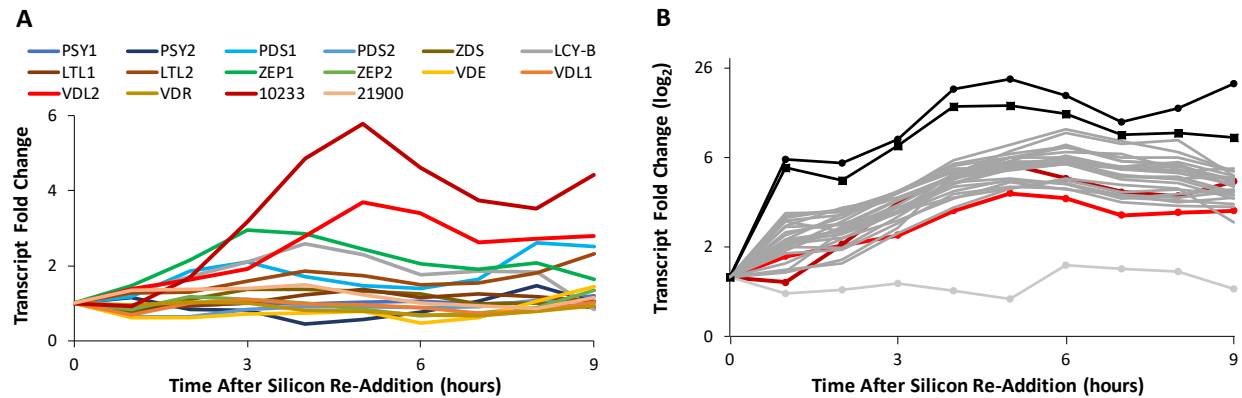 A
PSY1 PSY2 PDS1 PDS2 ZDS LCY-B
LTL1 LTL2 ZEP1 ZEP2 VDE VDL1
VDL2 VDR 10233 21900
6
4
2
0
Transcript Fold Change
0 3 6 9
Time After Silicon Re-Addition (hours)
B
26
6
2
0
Transcript Fold Change (log₂)
0 3 6 9
Time After Silicon Re-Addition (hours)